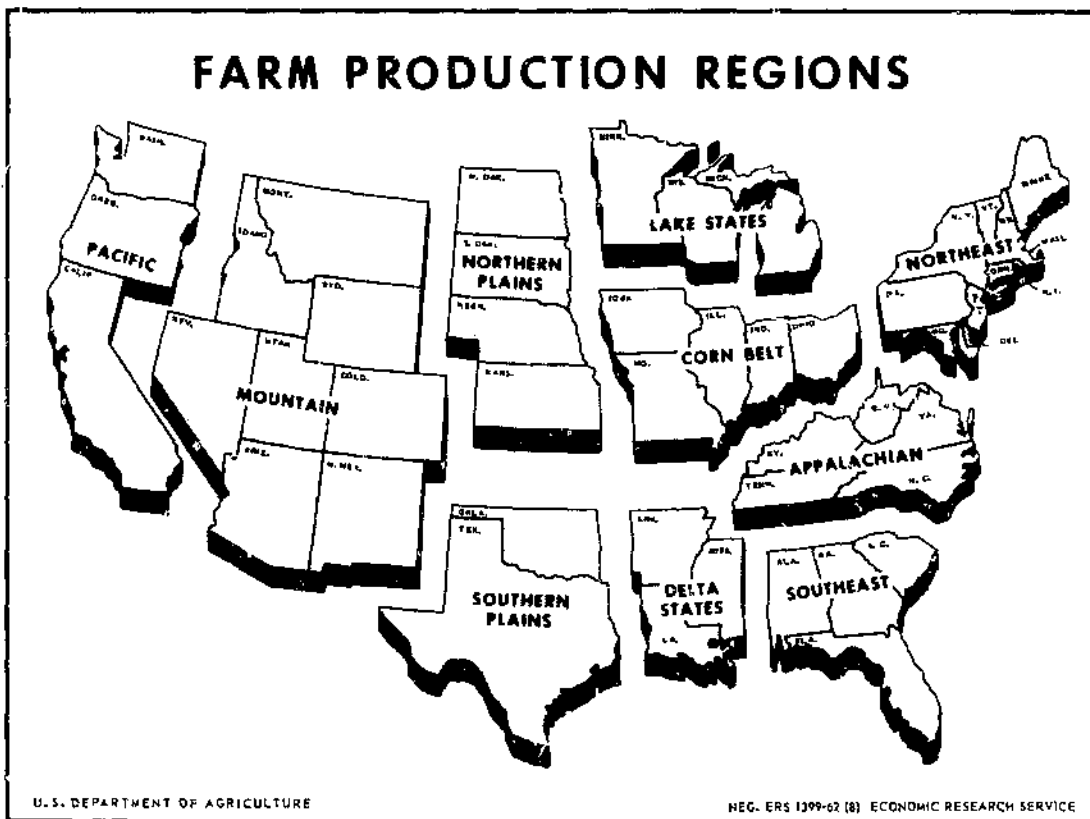 FARM PRODUCTION REGIONS
WASH.
OREG.
PACIFIC
CALIF.
MONT.
IDAHO
WYO.
NEV.
UTAH
COLO.
MOUNTAIN
ARIZ.
N. MEX.
N. DAK.
S. DAK.
NORTHERN
PLAINS
NEBR.
KANS.
OKLA.
TEX.
SOUTHERN
PLAINS
MINN.
WIS.
MICH.
LAKE STATES
IOWA
ILL.
IND.
OHIO
CORN BELT
MO.
ARK.
MISS.
DELTA
STATES
LA.
MAINE
N.Y.
VT.
NORTHEAST
MASS.
CONN.
R.I.
PA.
MD.
DEL.
W. VA.
VA.
KY.
APPALACHIAN
TENN.
N. C.
ALA.
GA.
S.C.
SOUTHEAST
FLA.
U.S. DEPARTMENT OF AGRICULTURE
NEG. ERS 1399-62 (8) ECONOMIC RESEARCH SERVICE